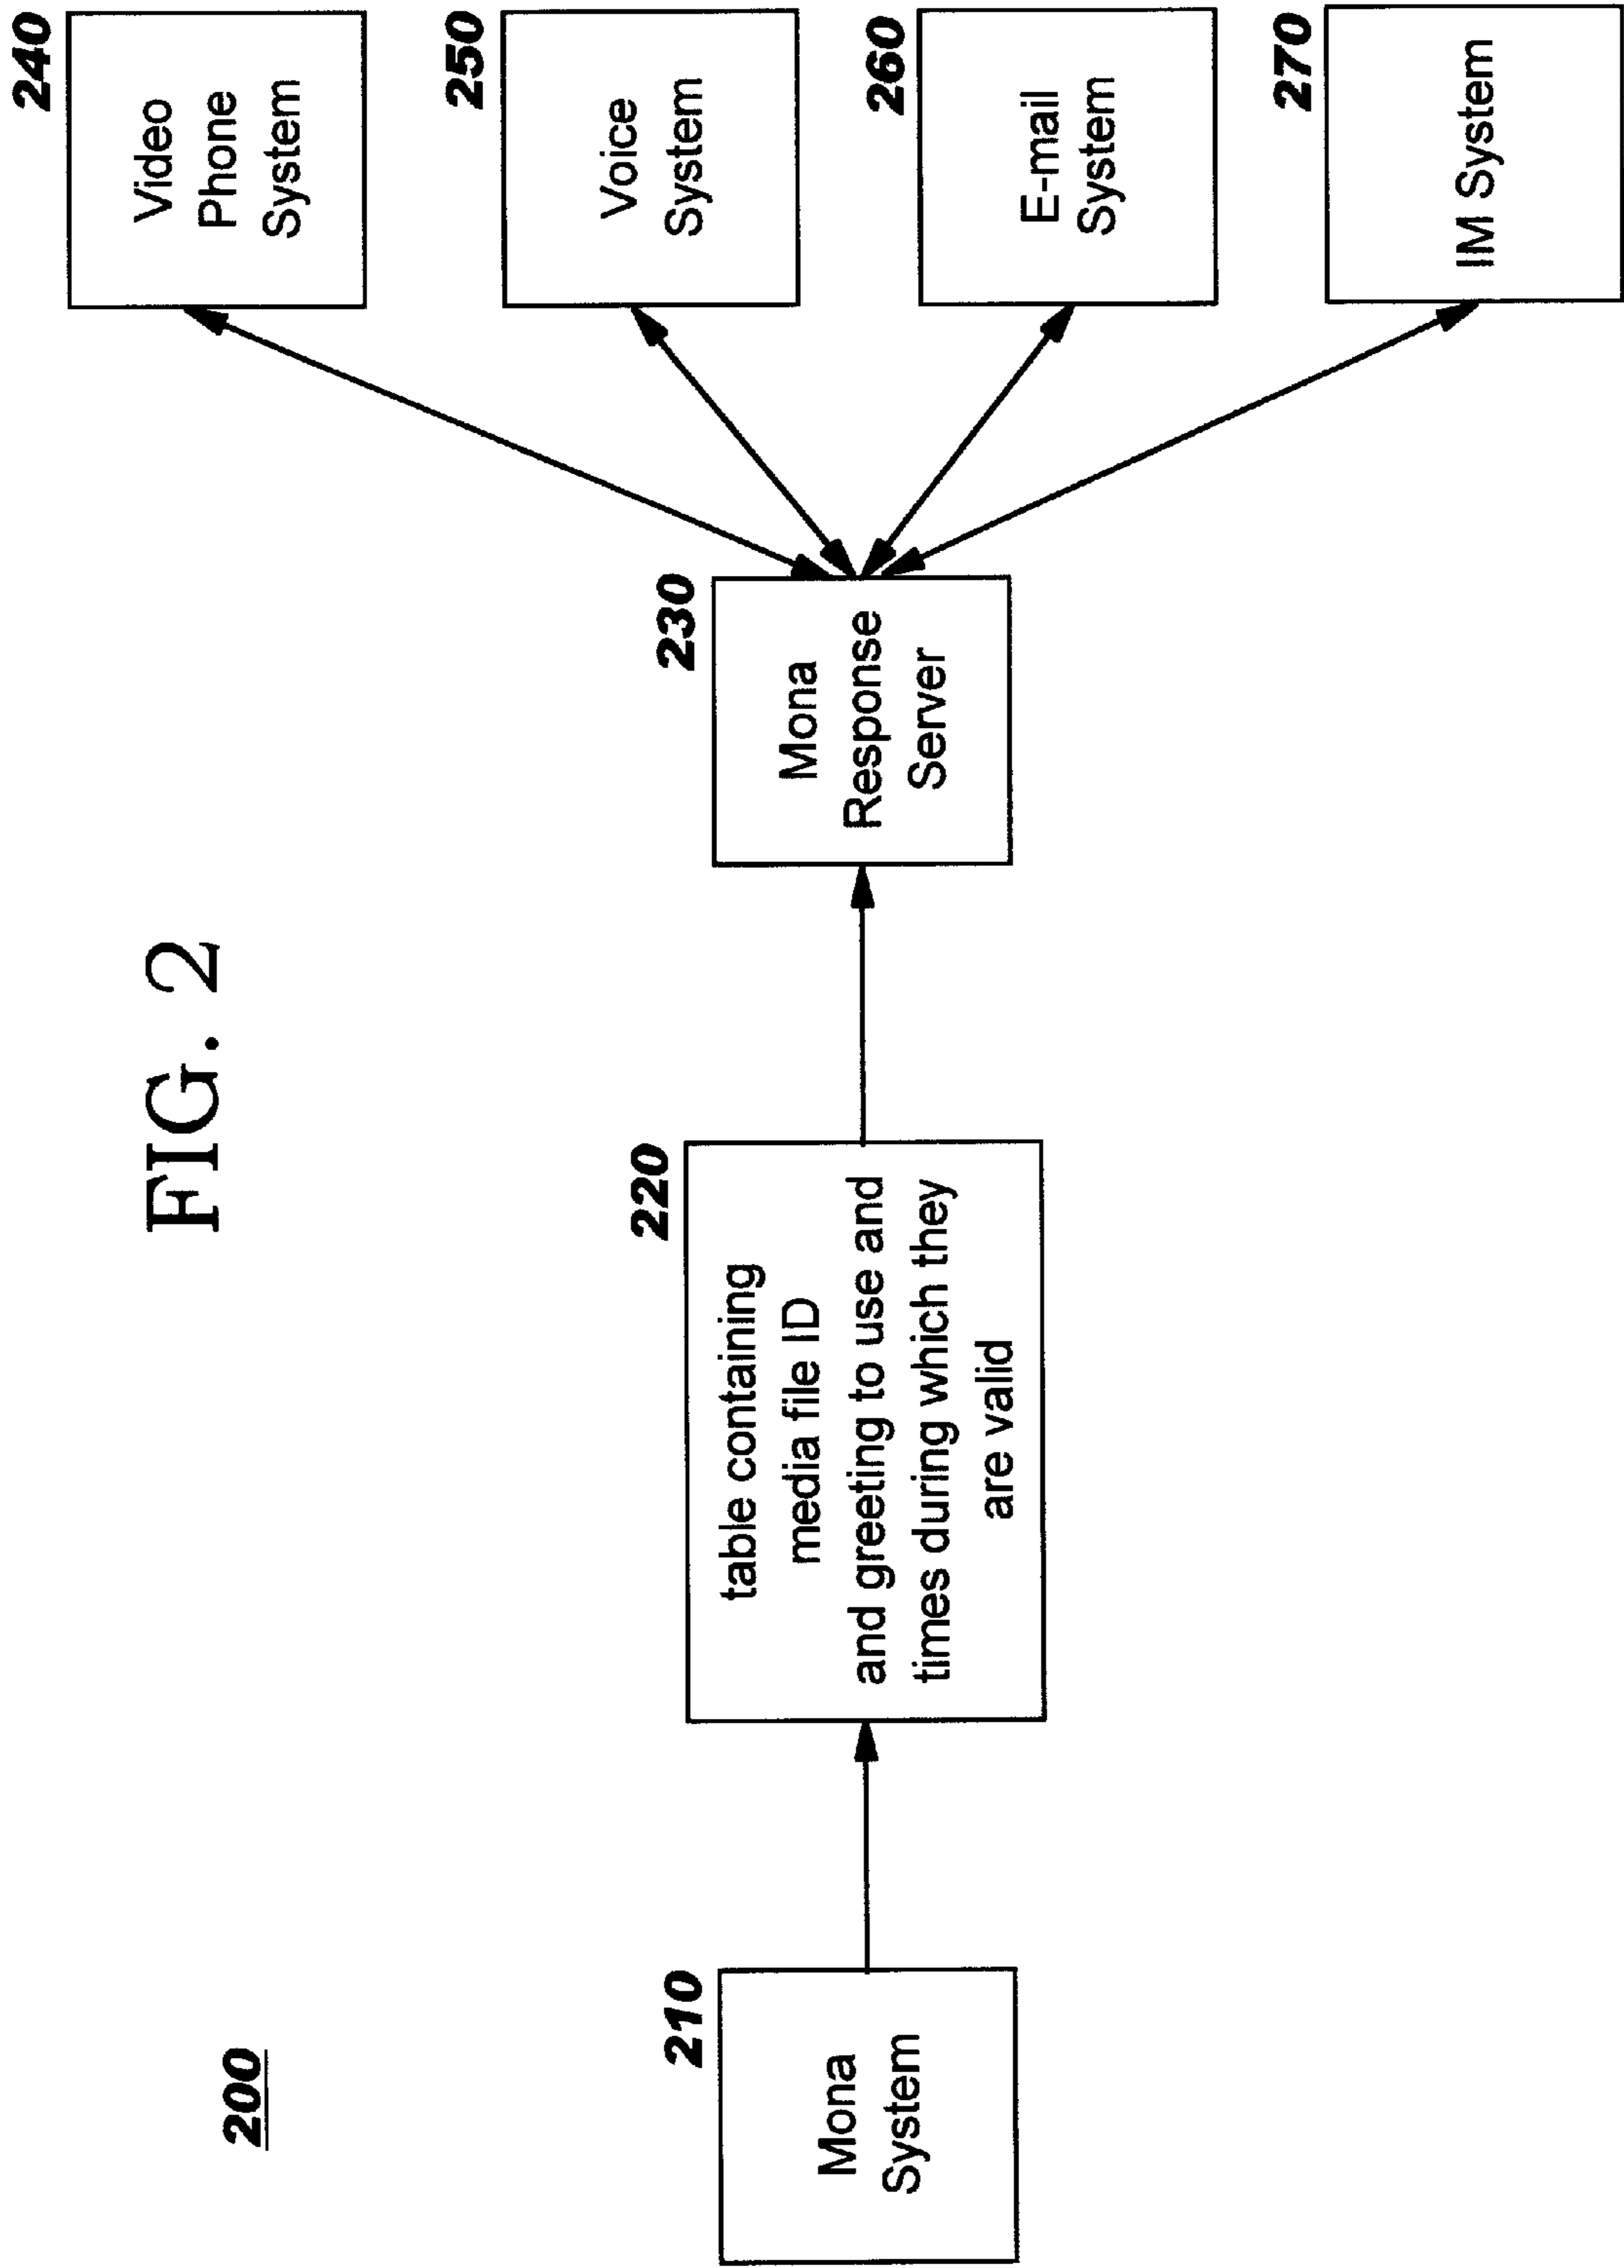 FIG. 2
200
210
Mona
System
220
table containing
media file ID
and greeting to use and
times during which they
are valid
230
Mona
Response
Server
240
Video
Phone
System
250
Voice
System
260
E-mail
System
270
IM System